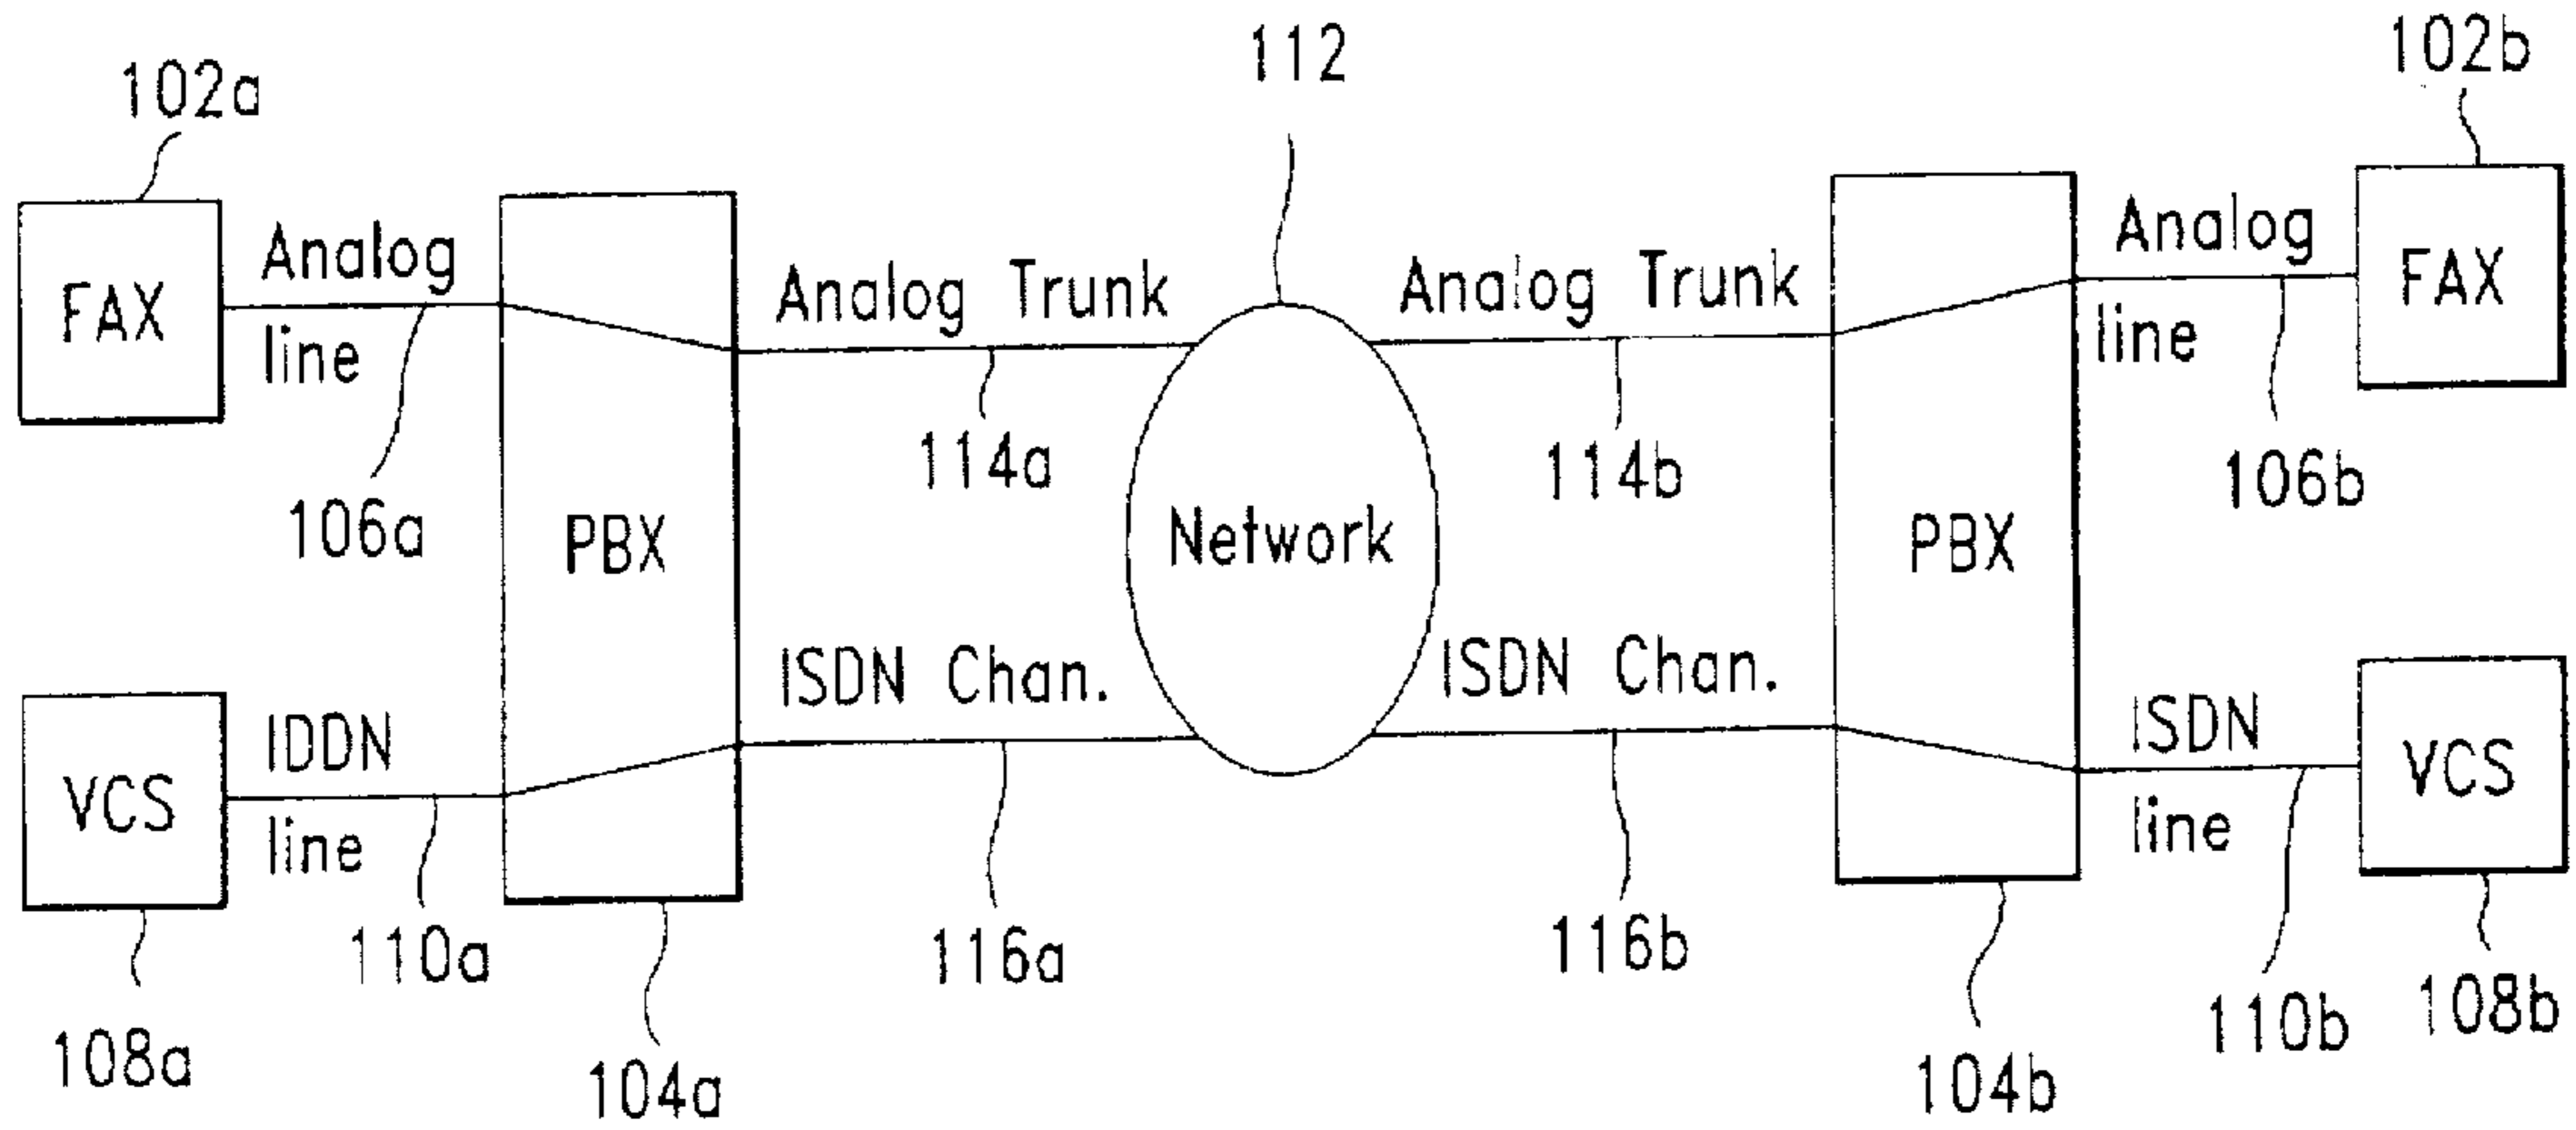 112
102b
102a
Analog
line
FAX
Analog Trunk
Analog Trunk
Analog
line
FAX
106a
114a
114b
106b
PBX
Network
PBX
ISDN Chan.
ISDN Chan.
VCS
IDDN
line
ISDN
line
VCS
110a
116a
116b
110b
108b
108a
104a
104b